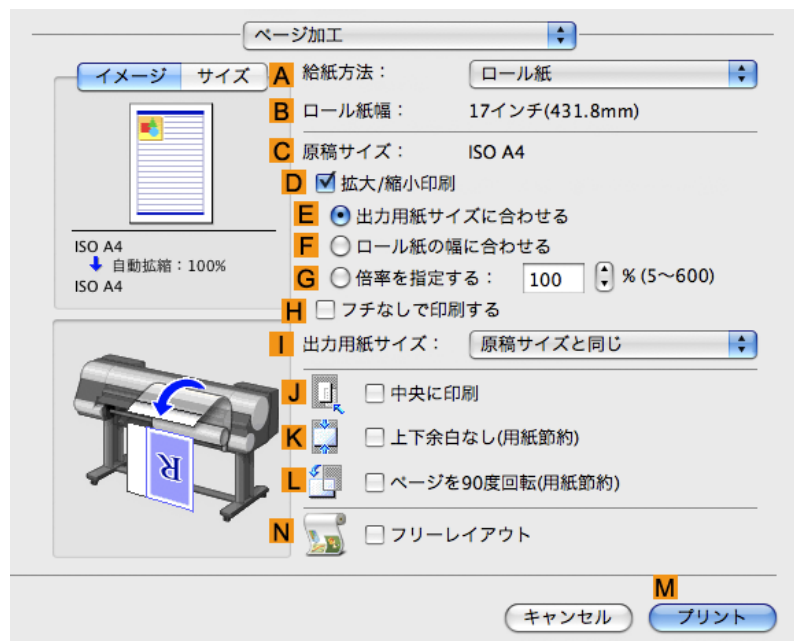 ページ加工
イメージ サイズ
A 給紙方法： ロール紙
B ロール紙幅： 17インチ(431.8mm)
C 原稿サイズ： ISO A4
D 拡大/縮小印刷
E 出力用紙サイズに合わせる
F ロール紙の幅に合わせる
G 倍率を指定する： 100 % (5〜600)
H フチなしで印刷する
ISO A4
自動拡縮：100%
ISO A4
I 出力用紙サイズ： 原稿サイズと同じ
J 中央に印刷
K 上下余白なし(用紙節約)
L ページを90度回転(用紙節約)
N フリーレイアウト
R
M
キャンセル プリント